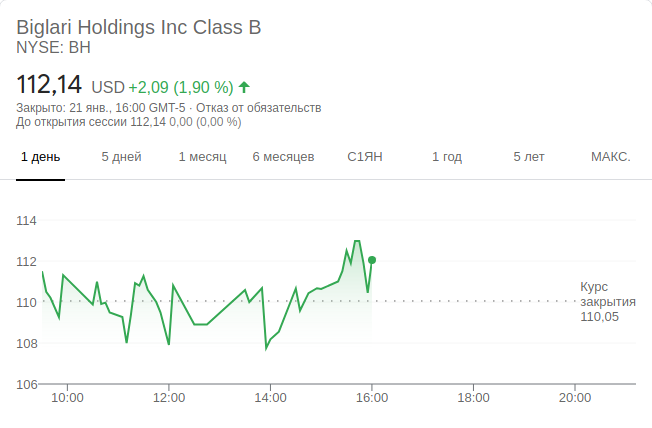 Biglari Holdings Inc Class B
NYSE: BH
112,14 USD +2,09 (1,90 %)
Закрыто: 21 янв., 16:00 GMT-5 · Отказ от обязательств
До открытия сессии 112,14 0,00 (0,00 %)
1 день 5 дней 1 месяц 6 месяцев С1ЯН 1 год 5 лет МАКС.
114
112
110
108
106
Курс
закрытия
110,05
10:00 12:00 14:00 16:00 18:00 20:00